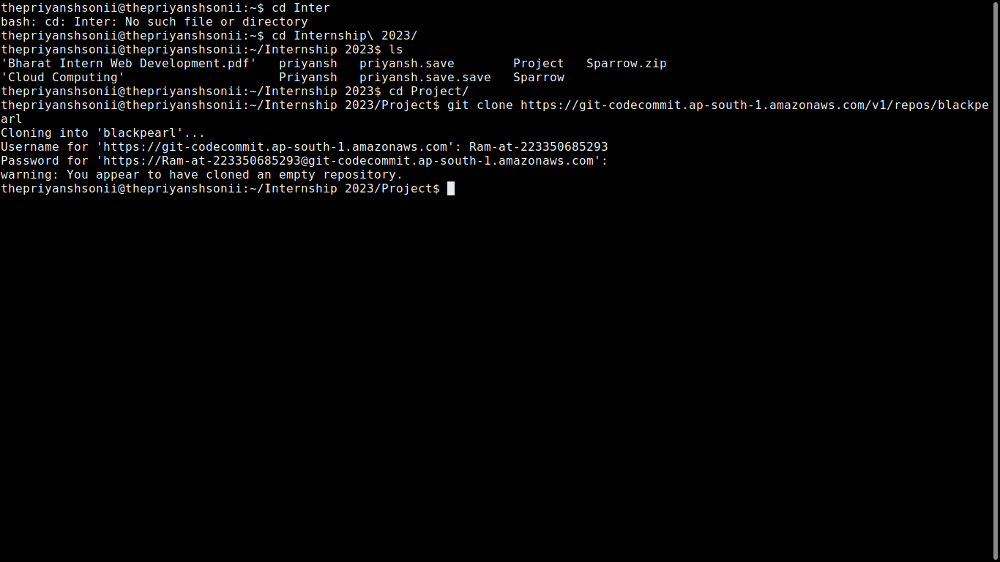 thepriyanshsonii@thepriyanshsonii:~$ cd Inter
bash: cd: Inter: No such file or directory
thepriyanshsonii@thepriyanshsonii:~$ cd Internship\ 2023/
thepriyanshsonii@thepriyanshsonii:~/Internship 2023$ ls
'Bharat Intern Web Development.pdf'   priyansh   priyansh.save        Project   Sparrow.zip
'Cloud Computing'                     Priyansh   priyansh.save.save   Sparrow
thepriyanshsonii@thepriyanshsonii:~/Internship 2023$ cd Project/
thepriyanshsonii@thepriyanshsonii:~/Internship 2023/Project$ git clone https://git-codecommit.ap-south-1.amazonaws.com/v1/repos/blackpe
arl
Cloning into 'blackpearl'...
Username for 'https://git-codecommit.ap-south-1.amazonaws.com': Ram-at-223350685293
Password for 'https://Ram-at-223350685293@git-codecommit.ap-south-1.amazonaws.com':
warning: You appear to have cloned an empty repository.
thepriyanshsonii@thepriyanshsonii:~/Internship 2023/Project$